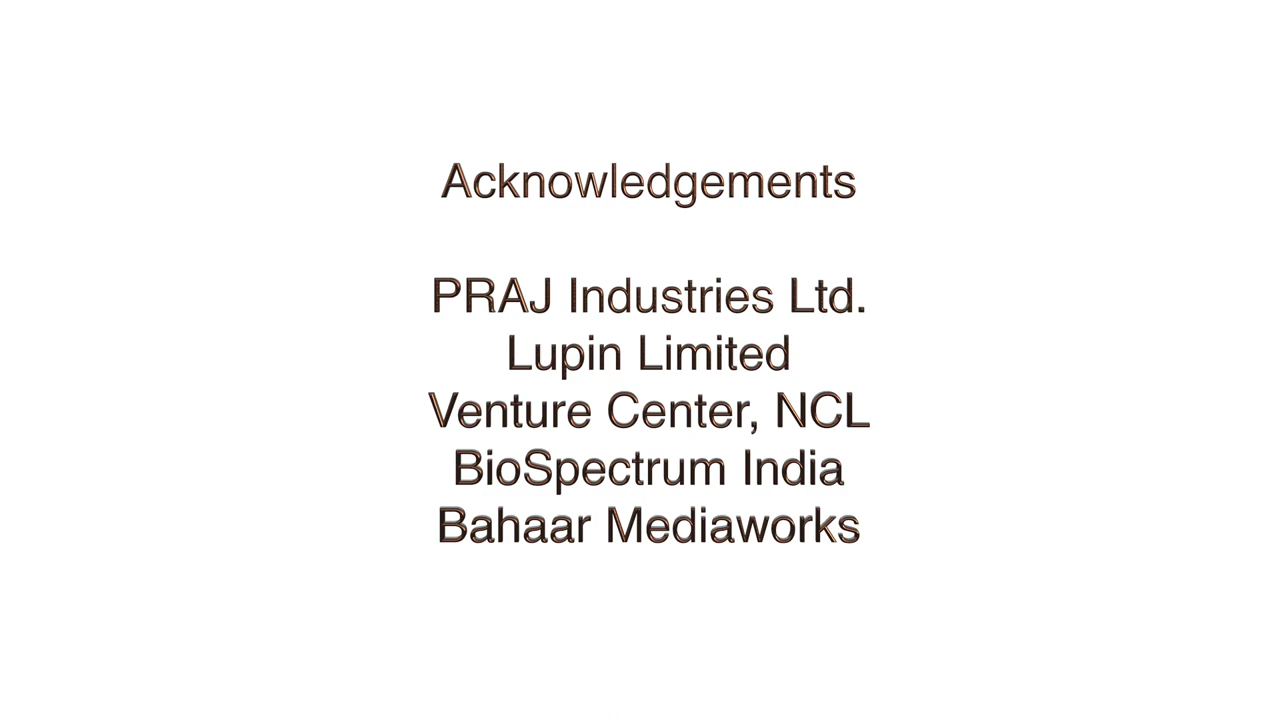 Acknowledgements
PRAJ Industries Ltd.
Lupin Limited
Venture Center, NCL
BioSpectrum India
Bahaar Mediaworks